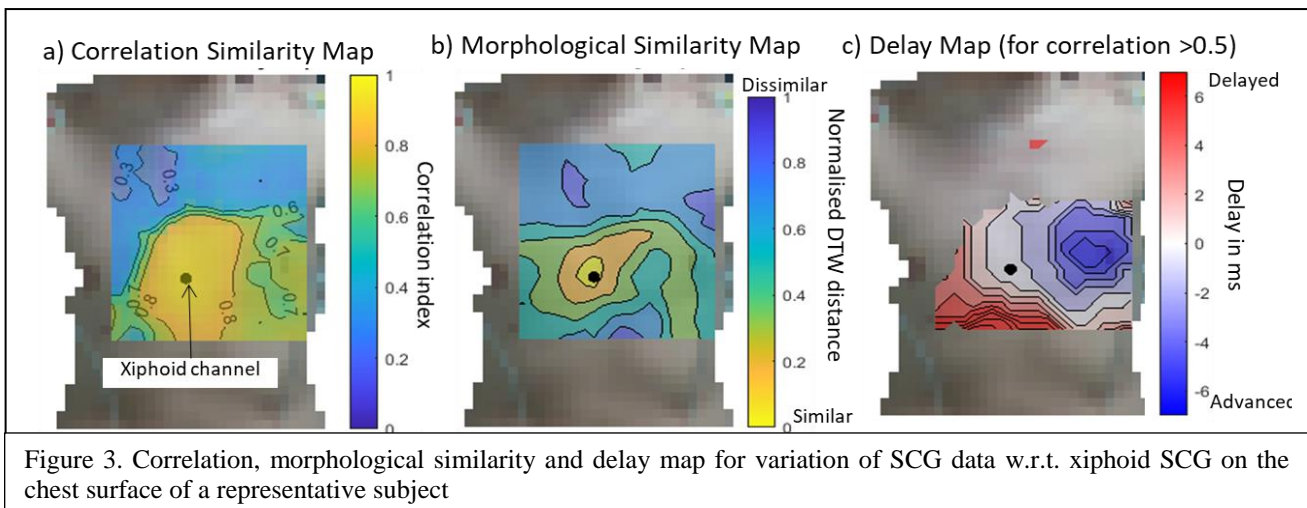 a) Correlation Similarity Map
b) Morphological Similarity Map
c) Delay Map (for correlation >0.5)
1
0.8
0.6
0.4
0.2
0
Correlation index
0.3
0.3
0.6
0.7
0.7
0.8
0.8
0.7
Xiphoid channel
Dissimilar
1
0.8
0.6
0.4
0.2
0
Similar
Normalised DTW distance
Delayed
6
4
2
0
-2
-4
-6
Advanced
Delay in ms
Figure 3. Correlation, morphological similarity and delay map for variation of SCG data w.r.t. xiphoid SCG on the
chest surface of a representative subject